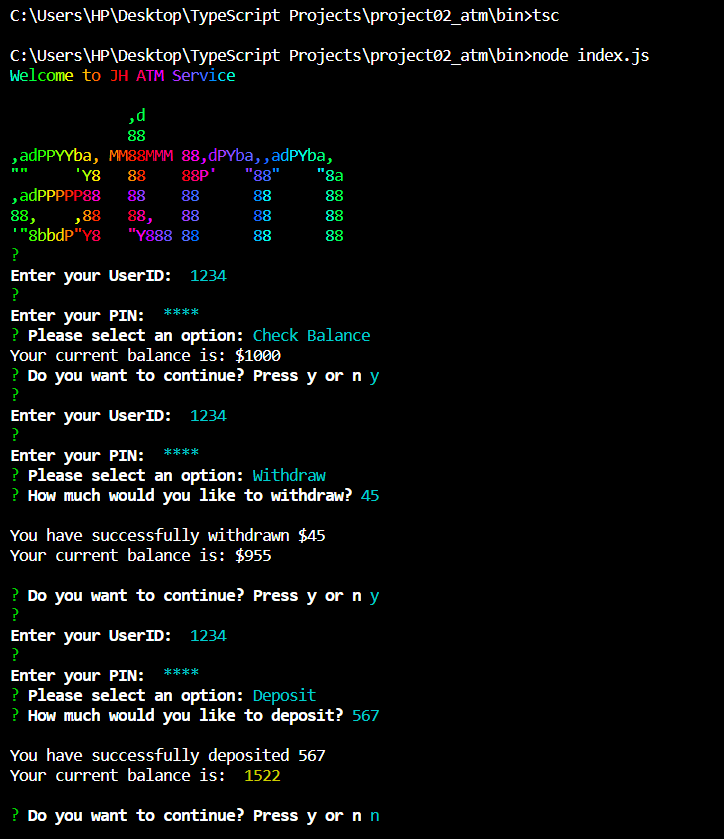 C:\Users\HP\Desktop\TypeScript Projects\project02_atm\bin>tsc
C:\Users\HP\Desktop\TypeScript Projects\project02_atm\bin>node index.js
Welcome to JH ATM Service
              ,d
              88
,adPPYYba, MM88MMM 88,dPYba,,adPYba,
""     'Y8   88    88P'   "88"    "8a
,adPPPPP88   88    88      88      88
88,    ,88   88,   88      88      88
'"8bbdP"Y8   "Y888 88      88      88
?
Enter your UserID:  1234
?
Enter your PIN:  ****
? Please select an option: Check Balance
Your current balance is: $1000
? Do you want to continue? Press y or n y
?
Enter your UserID:  1234
?
Enter your PIN:  ****
? Please select an option: Withdraw
? How much would you like to withdraw? 45
You have successfully withdrawn $45
Your current balance is: $955
? Do you want to continue? Press y or n y
?
Enter your UserID:  1234
?
Enter your PIN:  ****
? Please select an option: Deposit
? How much would you like to deposit? 567
You have successfully deposited 567
Your current balance is:  1522
? Do you want to continue? Press y or n n